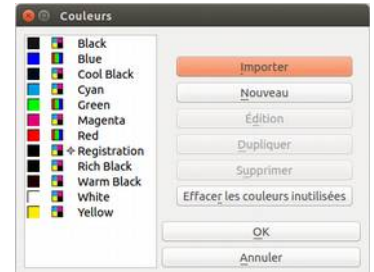 Couleurs
Black
Blue
Cool Black
Cyan
Green
Magenta
Red
Registration
Rich Black
Warm Black
White
Yellow
Importer
Nouveau
Édition
Dupliquer
Supprimer
Effacer les couleurs inutilisées
OK
Annuler